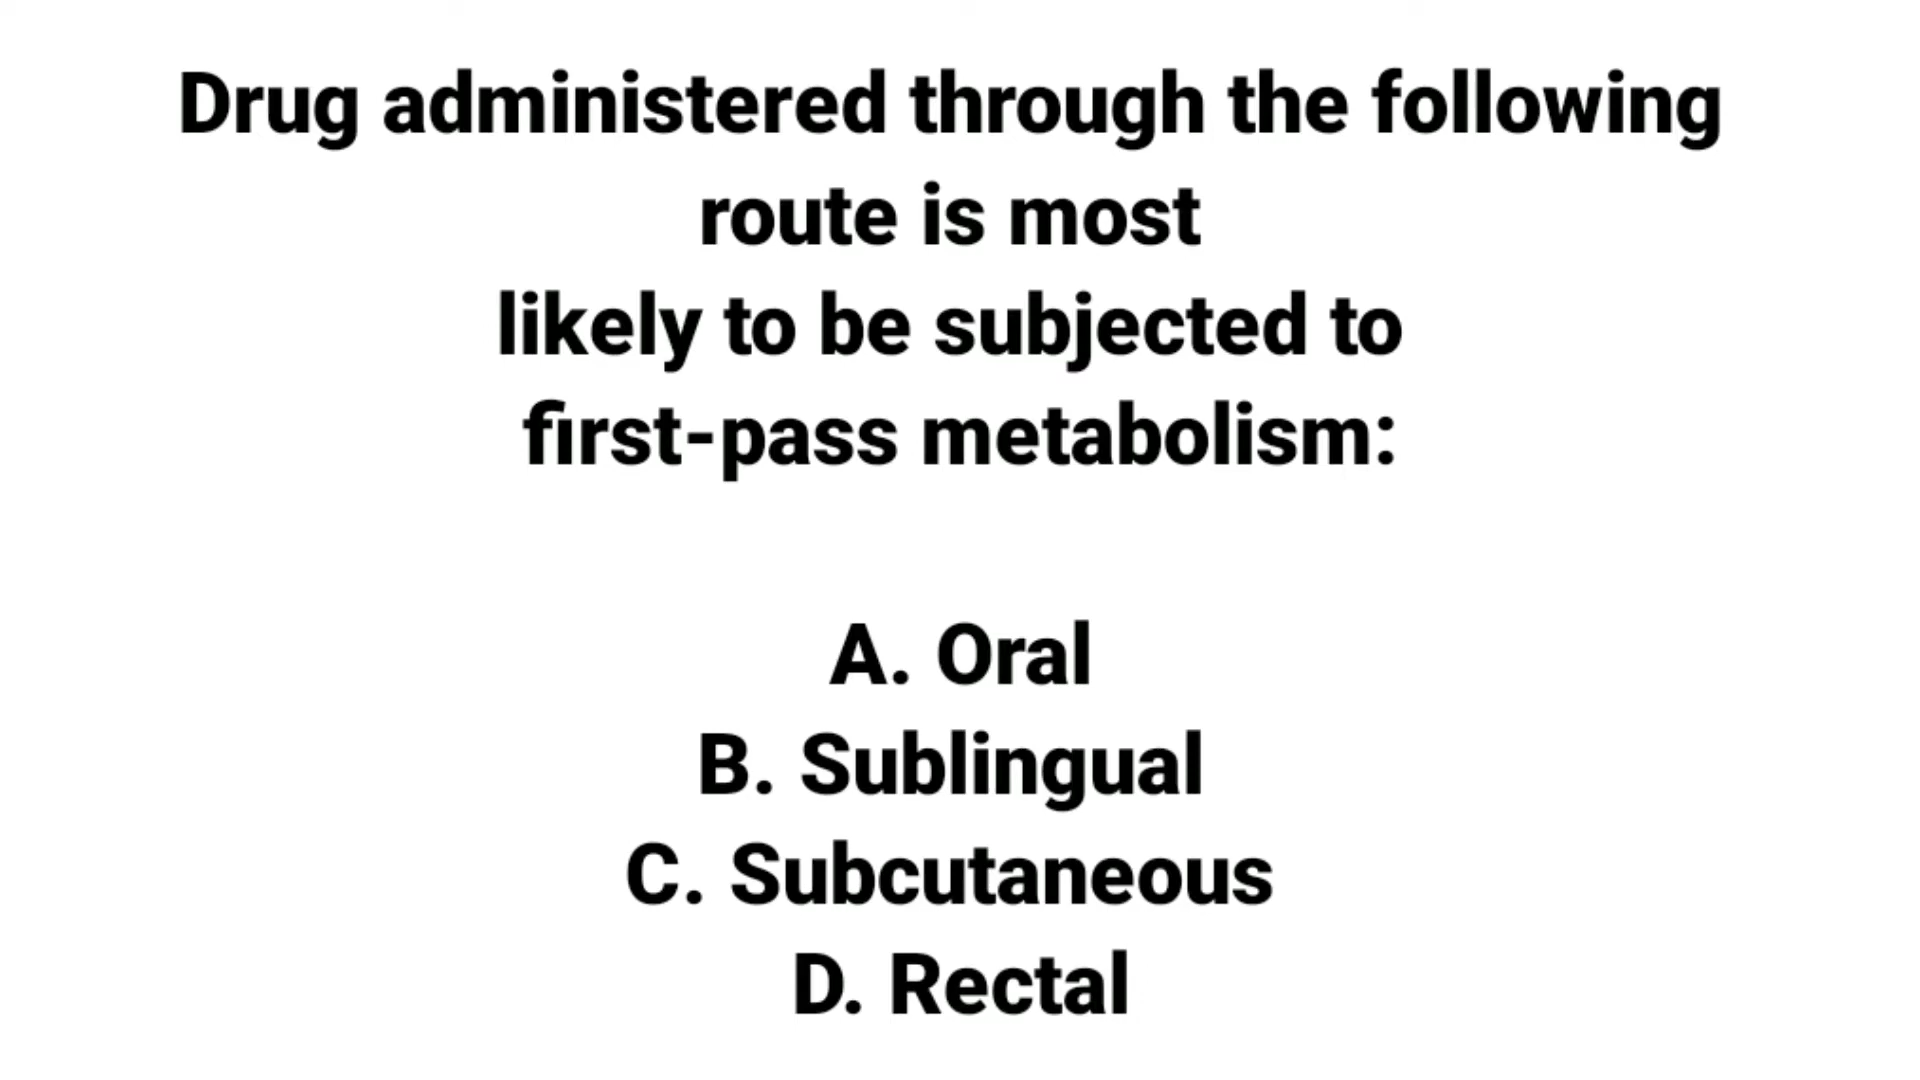 Drug administered through the following
route is most
likely to be subjected to
first-pass metabolism:
A. Oral
B. Sublingual
C. Subcutaneous
D. Rectal